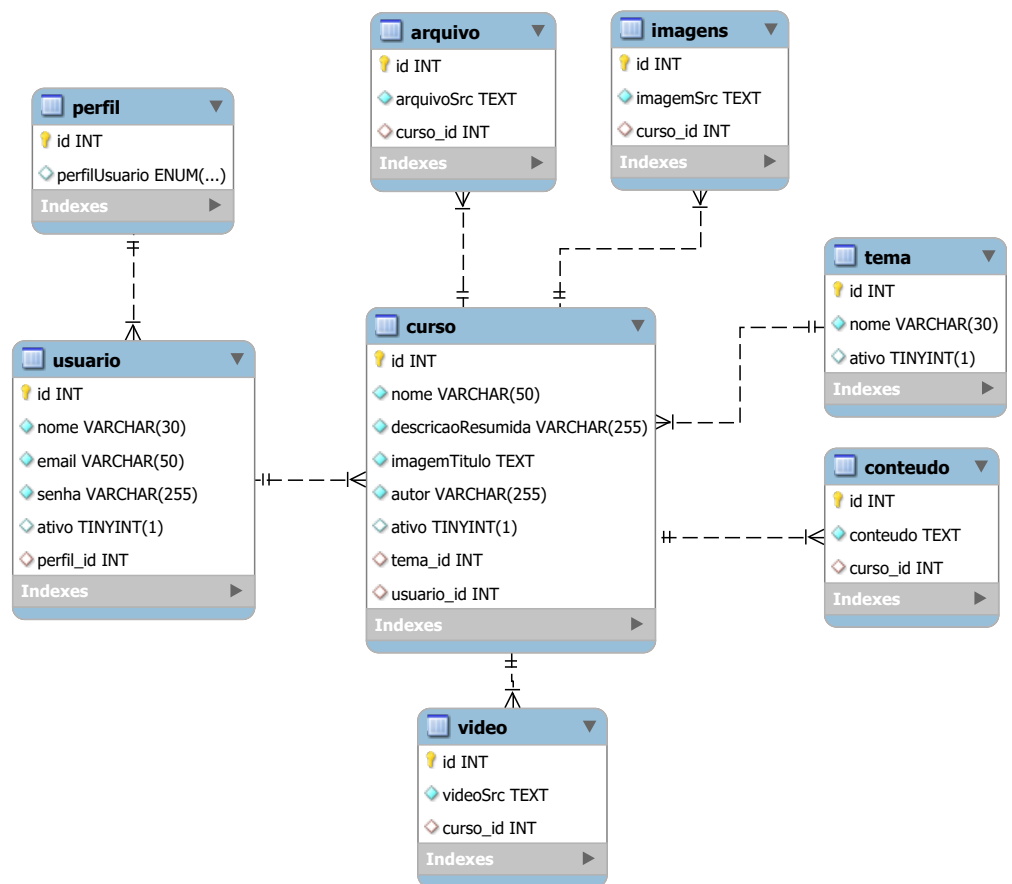 arquivo
id INT
arquivoSrc TEXT
curso_id INT
Indexes
imagens
id INT
imagemSrc TEXT
curso_id INT
Indexes
perfil
id INT
perfilUsuario ENUM(...)
Indexes
tema
id INT
nome VARCHAR(30)
ativo TINYINT(1)
Indexes
usuario
id INT
nome VARCHAR(30)
email VARCHAR(50)
senha VARCHAR(255)
ativo TINYINT(1)
perfil_id INT
Indexes
curso
id INT
nome VARCHAR(50)
descricaoResumida VARCHAR(255)
imagemTitulo TEXT
autor VARCHAR(255)
ativo TINYINT(1)
tema_id INT
usuario_id INT
Indexes
conteudo
id INT
conteudo TEXT
curso_id INT
Indexes
video
id INT
videoSrc TEXT
curso_id INT
Indexes